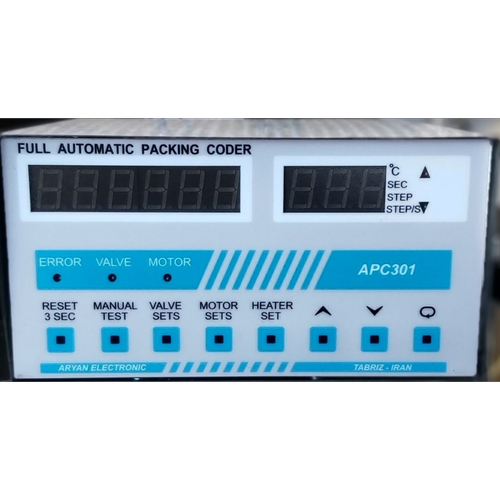 FULL AUTOMATIC PACKING CODER
°C
SEC
STEP
STEP/S
ERROR VALVE MOTOR
APC301
RESET 3 SEC
MANUAL TEST
VALVE SETS
MOTOR SETS
HEATER SET
ARYAN ELECTRONIC
TABRIZ - IRAN